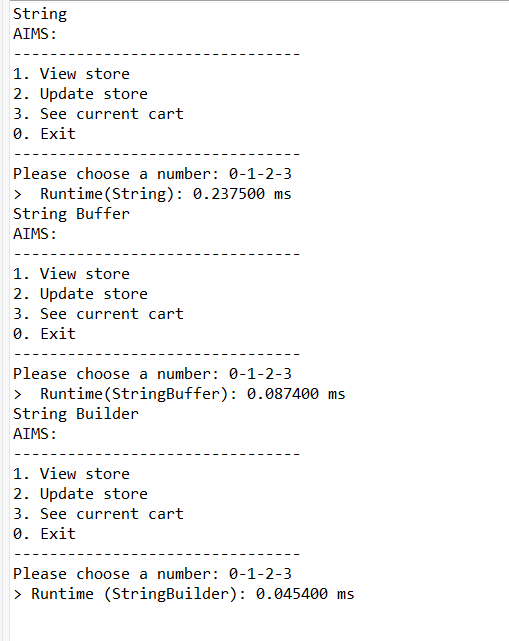 String
AIMS:
--------------------------------
1. View store
2. Update store
3. See current cart
0. Exit
--------------------------------
Please choose a number: 0-1-2-3
>  Runtime(String): 0.237500 ms
String Buffer
AIMS:
--------------------------------
1. View store
2. Update store
3. See current cart
0. Exit
--------------------------------
Please choose a number: 0-1-2-3
>  Runtime(StringBuffer): 0.087400 ms
String Builder
AIMS:
--------------------------------
1. View store
2. Update store
3. See current cart
0. Exit
--------------------------------
Please choose a number: 0-1-2-3
> Runtime (StringBuilder): 0.045400 ms